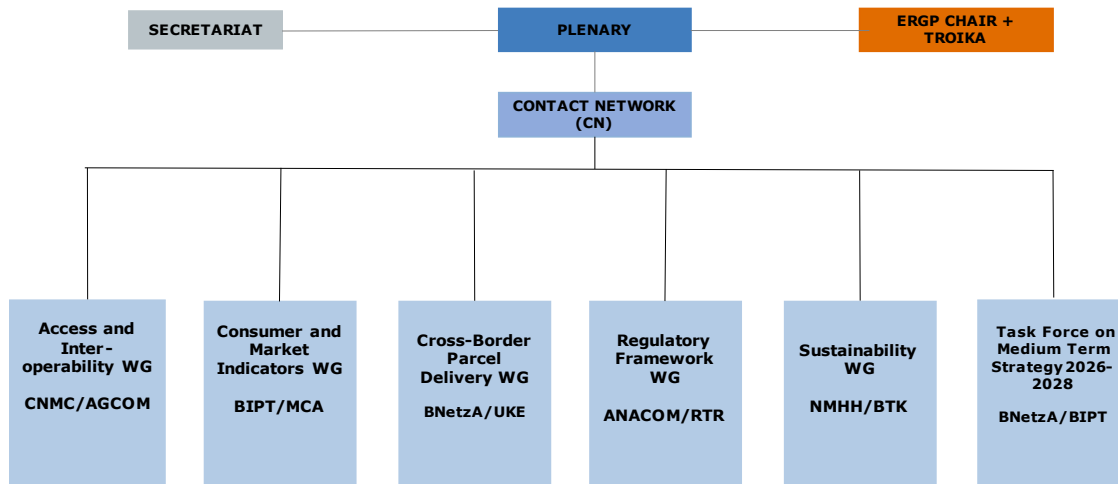 SECRETARIAT
PLENARY
ERGP CHAIR +
TROIKA
CONTACT NETWORK
(CN)
Access and
Inter-
operability WG
CNMC/AGCOM
Consumer and
Market
Indicators WG
BIPT/MCA
Cross-Border
Parcel
Delivery WG
BNetzA/UKE
Regulatory
Framework
WG
ANACOM/RTR
Sustainability
WG
NMHH/BTK
Task Force on
Medium Term
Strategy 2026-
2028
BNetzA/BIPT